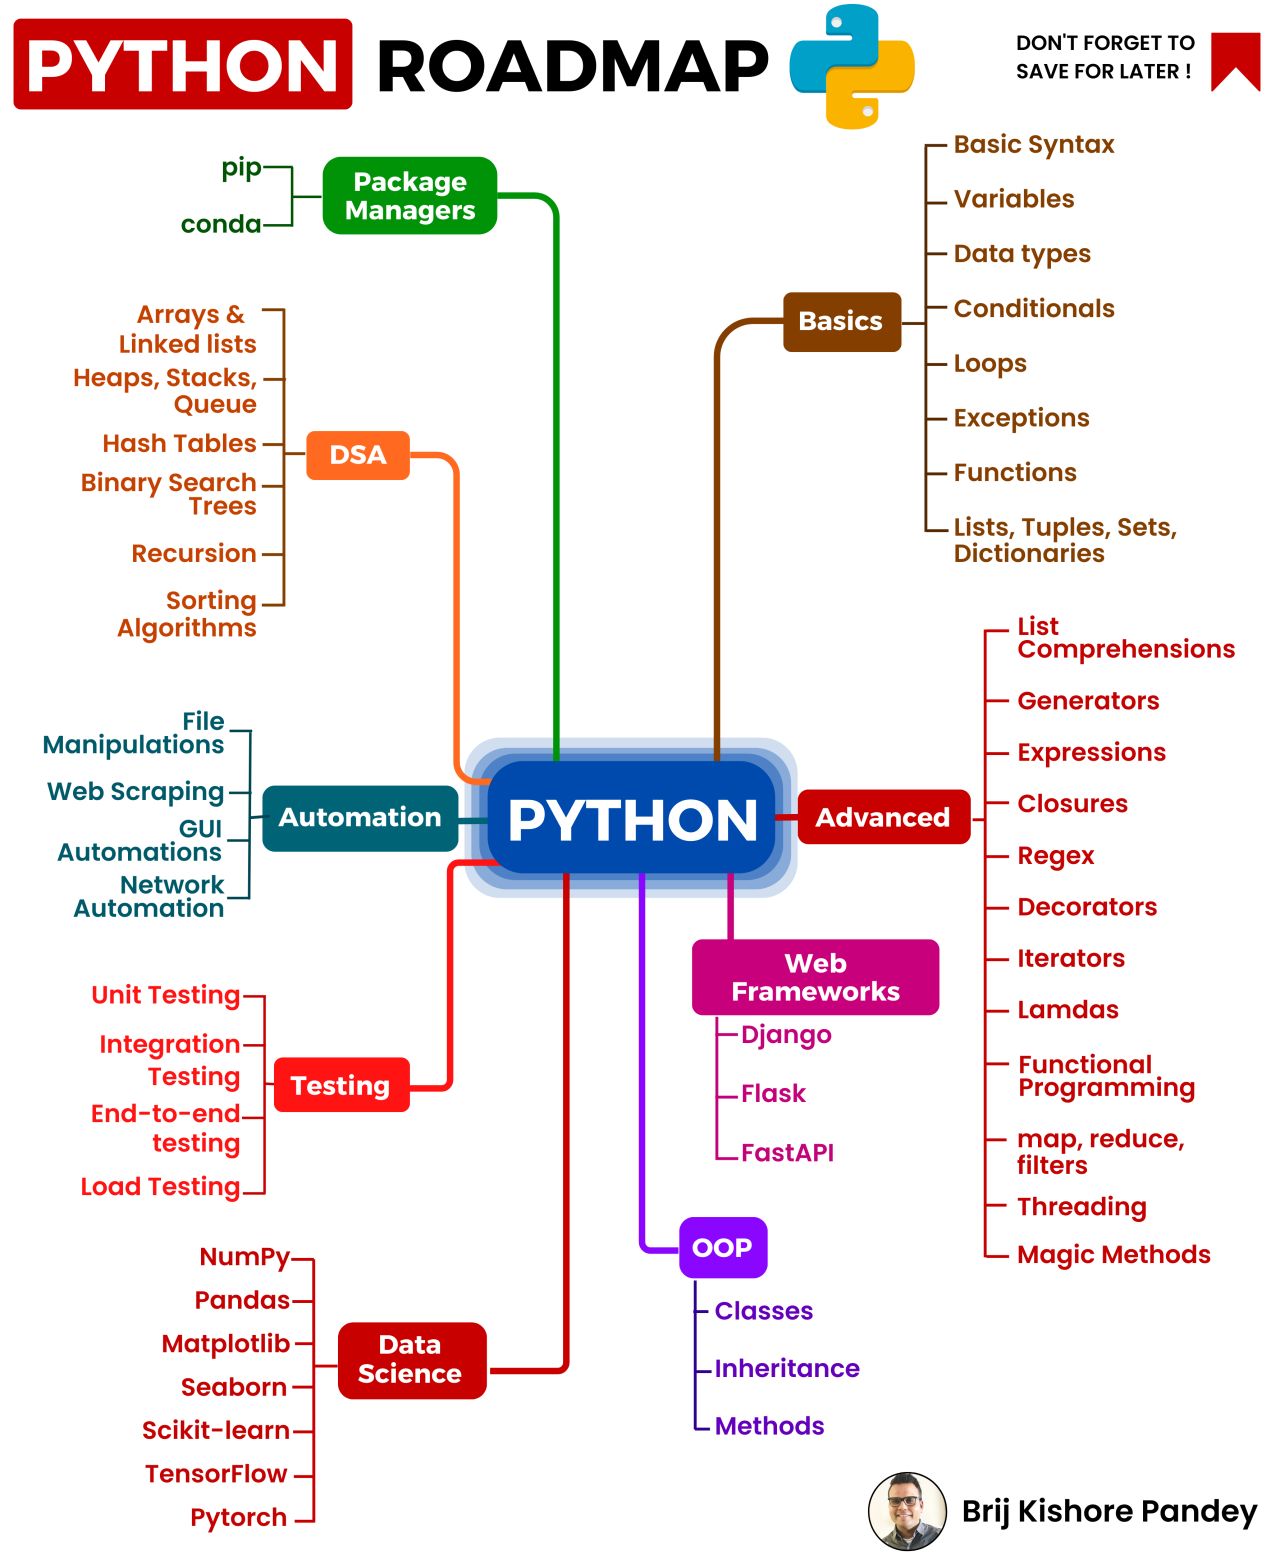 PYTHON ROADMAP
DON'T FORGET TO
SAVE FOR LATER !
Package
Managers
pip
conda
DSA
Arrays &
Linked lists
Heaps, Stacks,
Queue
Hash Tables
Binary Search
Trees
Recursion
Sorting
Algorithms
Automation
File
Manipulations
Web Scraping
GUI
Automations
Network
Automation
Testing
Unit Testing
Integration
Testing
End-to-end
testing
Load Testing
Data
Science
NumPy
Pandas
Matplotlib
Seaborn
Scikit-learn
TensorFlow
Pytorch
PYTHON
Basics
Basic Syntax
Variables
Data types
Conditionals
Loops
Exceptions
Functions
Lists, Tuples, Sets,
Dictionaries
Advanced
List
Comprehensions
Generators
Expressions
Closures
Regex
Decorators
Iterators
Lamdas
Functional
Programming
map, reduce,
filters
Threading
Magic Methods
Web
Frameworks
Django
Flask
FastAPI
OOP
Classes
Inheritance
Methods
Brij Kishore Pandey